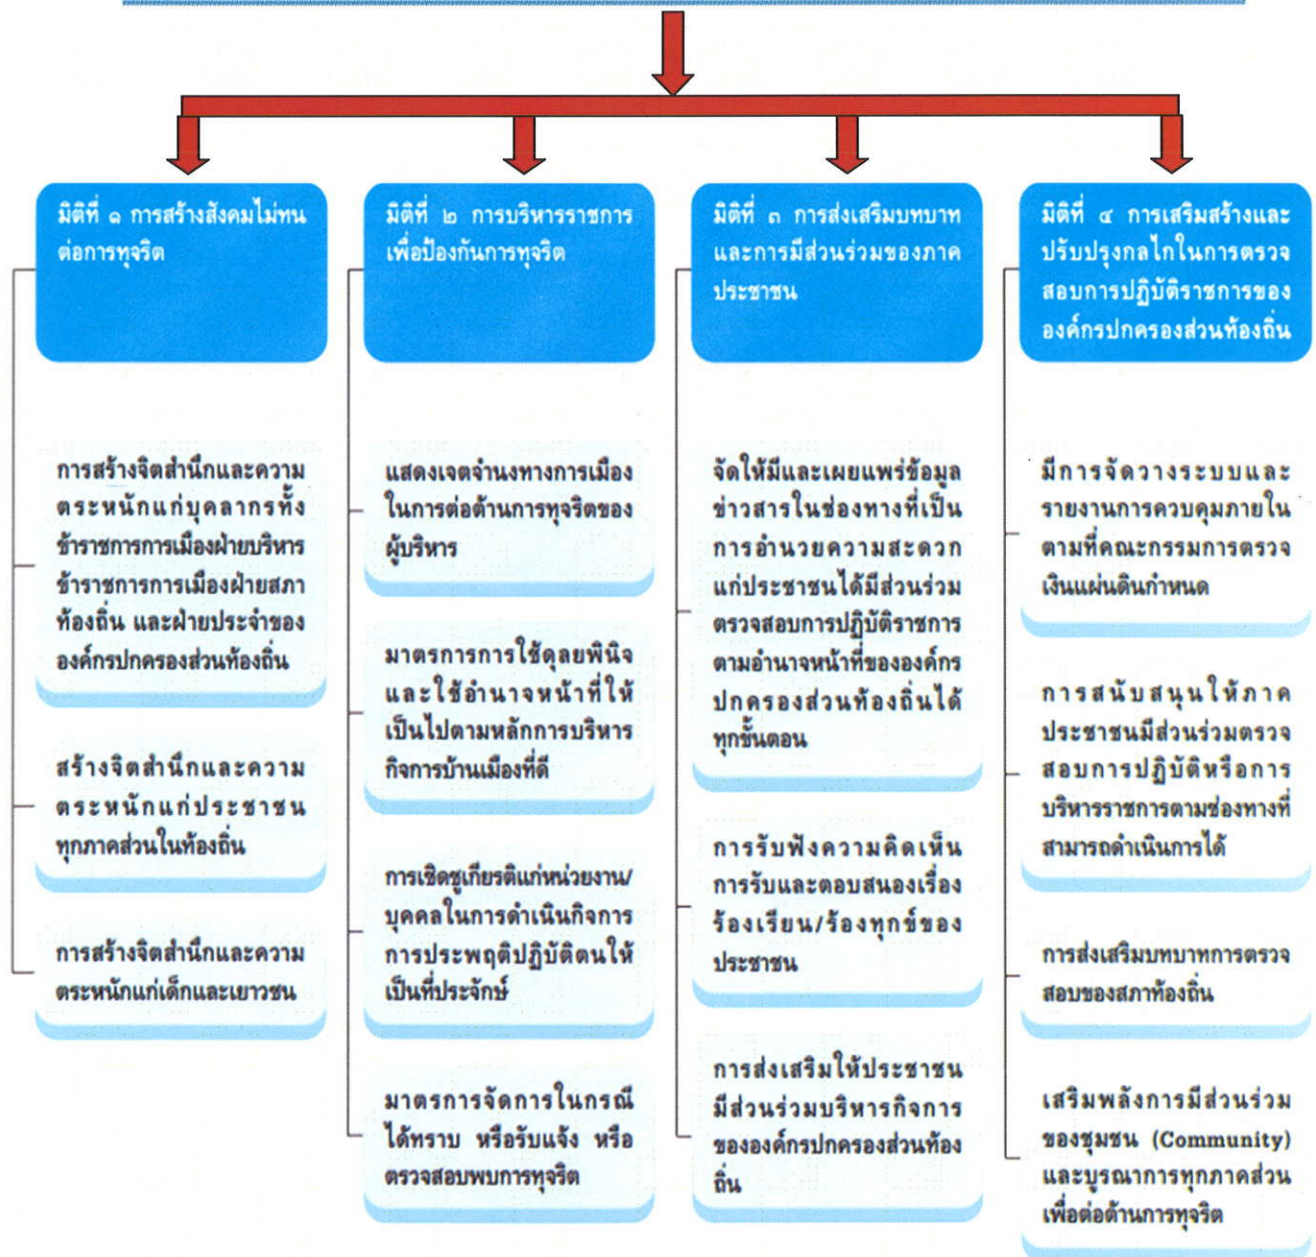 มิติที่ ๑ การสร้างสังคมไม่ทน
ต่อการทุจริต
การสร้างจิตสำนึกและความ
ตระหนักแก่บุคลากรทั้ง
ข้าราชการการเมืองฝ่ายบริหาร
ข้าราชการการเมืองฝ่ายสภา
ท้องถิ่น และฝ่ายประจำของ
องค์กรปกครองส่วนท้องถิ่น
สร้างจิตสำนึกและความ
ตระหนักแก่ประชาชน
ทุกภาคส่วนในท้องถิ่น
การสร้างจิตสำนึกและความ
ตระหนักแก่เด็กและเยาวชน
มิติที่ ๒ การบริหารราชการ
เพื่อป้องกันการทุจริต
แสดงเจตจำนงทางการเมือง
ในการต่อต้านการทุจริตของ
ผู้บริหาร
มาตรการการใช้ดุลยพินิจ
และใช้อำนาจหน้าที่ให้
เป็นไปตามหลักการบริหาร
กิจการบ้านเมืองที่ดี
การเชิดชูเกียรติแก่หน่วยงาน/
บุคคลในการดำเนินกิจการ
การประพฤติปฏิบัติตนให้
เป็นที่ประจักษ์
มาตรการจัดการในกรณี
ได้ทราบ หรือรับแจ้ง หรือ
ตรวจสอบพบการทุจริต
มิติที่ ๓ การส่งเสริมบทบาท
และการมีส่วนร่วมของภาค
ประชาชน
จัดให้มีและเผยแพร่ข้อมูล
ข่าวสารในช่องทางที่เป็น
การอำนวยความสะดวก
แก่ประชาชนได้มีส่วนร่วม
ตรวจสอบการปฏิบัติราชการ
ตามอำนาจหน้าที่ขององค์กร
ปกครองส่วนท้องถิ่นได้
ทุกขั้นตอน
การรับฟังความคิดเห็น
การรับและตอบสนองเรื่อง
ร้องเรียน/ร้องทุกข์ของ
ประชาชน
การส่งเสริมให้ประชาชน
มีส่วนร่วมบริหารกิจการ
ขององค์กรปกครองส่วนท้อง
ถิ่น
มิติที่ ๔ การเสริมสร้างและ
ปรับปรุงกลไกในการตรวจ
สอบการปฏิบัติราชการของ
องค์กรปกครองส่วนท้องถิ่น
มีการจัดวางระบบและ
รายงานการควบคุมภายใน
ตามที่คณะกรรมการตรวจ
เงินแผ่นดินกำหนด
การสนับสนุนให้ภาค
ประชาชนมีส่วนร่วมตรวจ
สอบการปฏิบัติหรือการ
บริหารราชการตามช่องทางที่
สามารถดำเนินการได้
การส่งเสริมบทบาทการตรวจ
สอบของสภาท้องถิ่น
เสริมพลังการมีส่วนร่วม
ของชุมชน (Community)
และบูรณาการทุกภาคส่วน
เพื่อต่อต้านการทุจริต